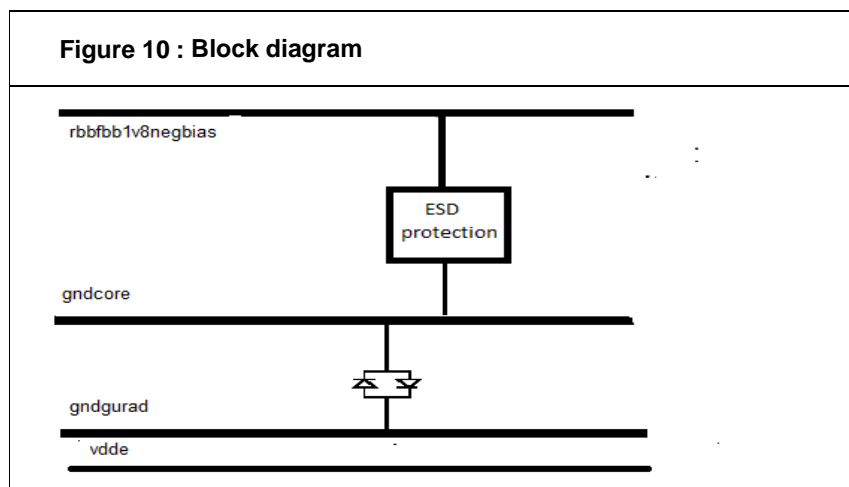 Figure 10 : Block diagram
rbbfbb1v8negbias
ESD
protection
gndcore
gndgurad
vdde